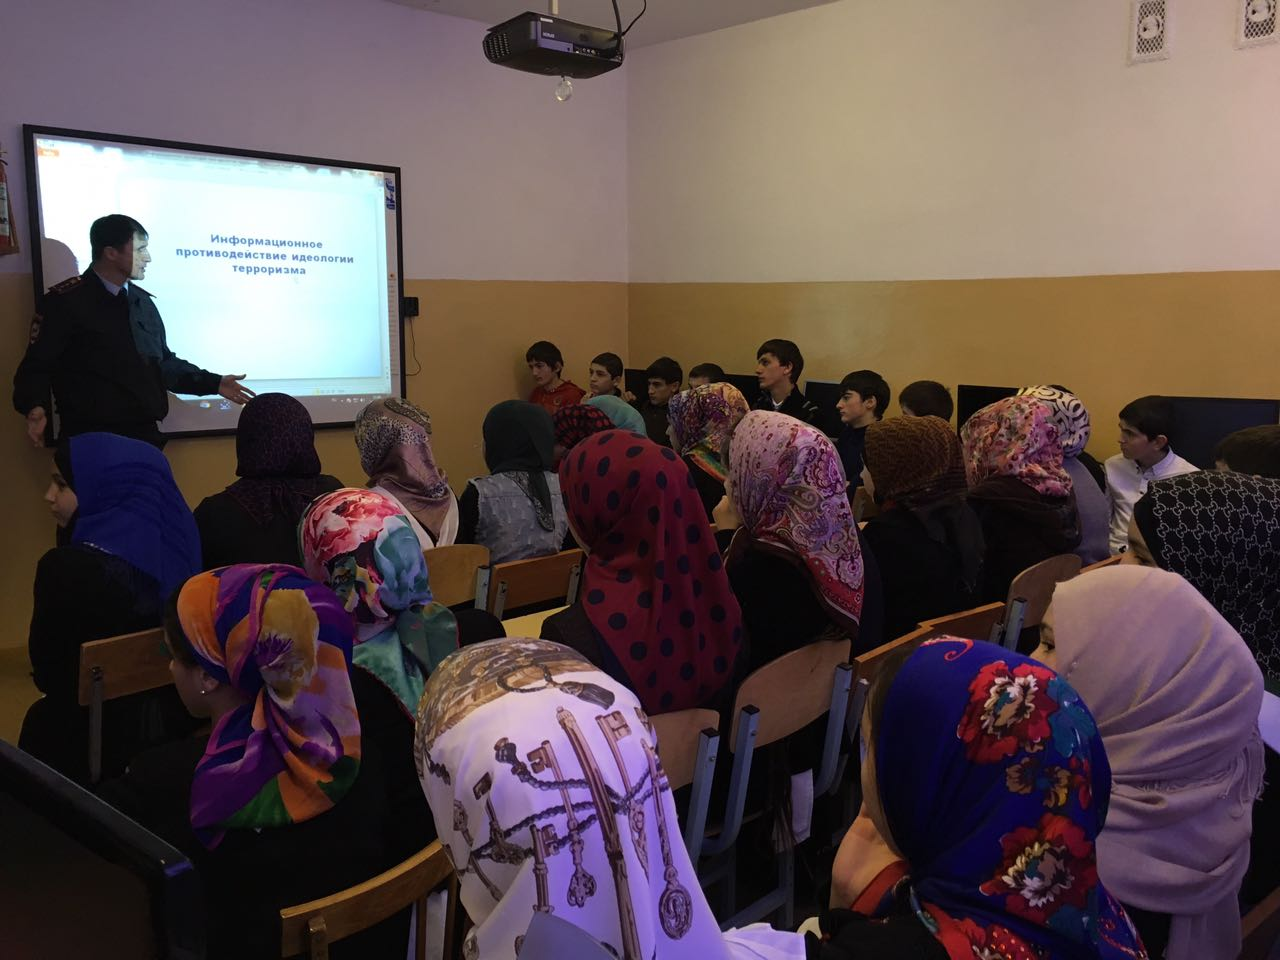 Информационное
противодействие идеологии
терроризма